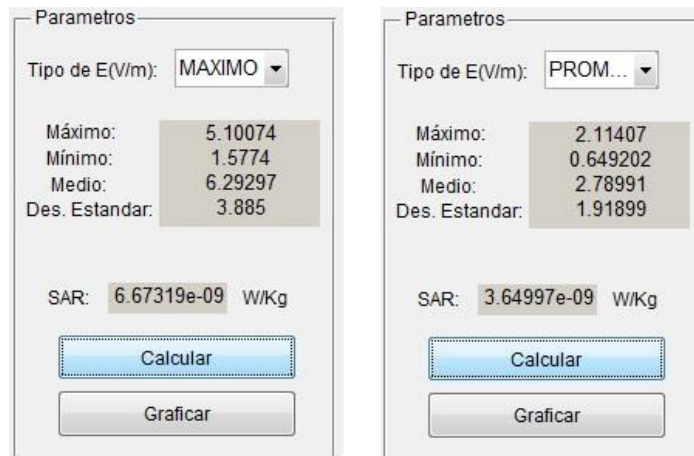 Parametros
Tipo de E(V/m): MAXIMO
Máximo: 5.10074
Mínimo: 1.5774
Medio: 6.29297
Des. Estandar: 3.885
SAR: 6.67319e-09 W/Kg
Calcular
Graficar
Parametros
Tipo de E(V/m): PROM...
Máximo: 2.11407
Mínimo: 0.649202
Medio: 2.78991
Des. Estandar: 1.91899
SAR: 3.64997e-09 W/Kg
Calcular
Graficar